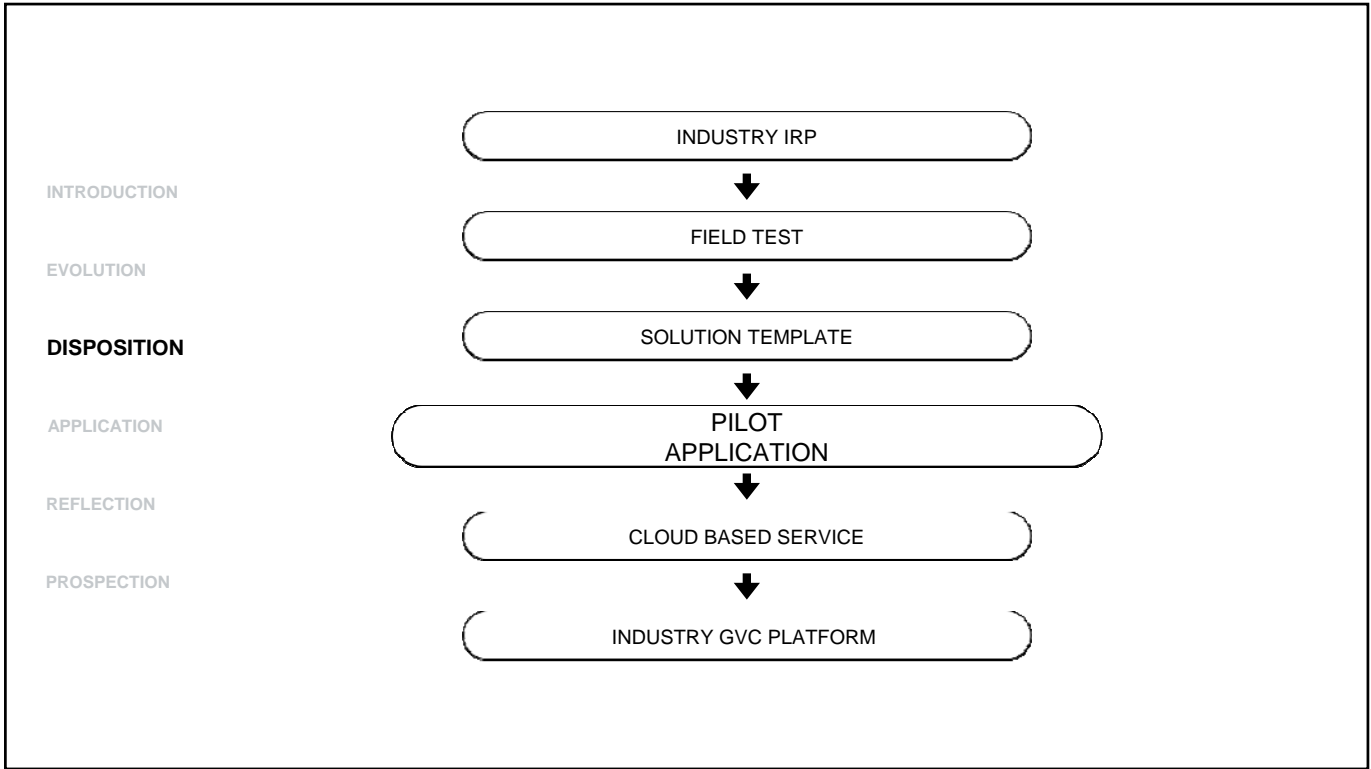 INTRODUCTION
EVOLUTION
DISPOSITION
APPLICATION
REFLECTION
PROSPECTION
INDUSTRY IRP
FIELD TEST
SOLUTION TEMPLATE
PILOT
APPLICATION
CLOUD BASED SERVICE
INDUSTRY GVC PLATFORM